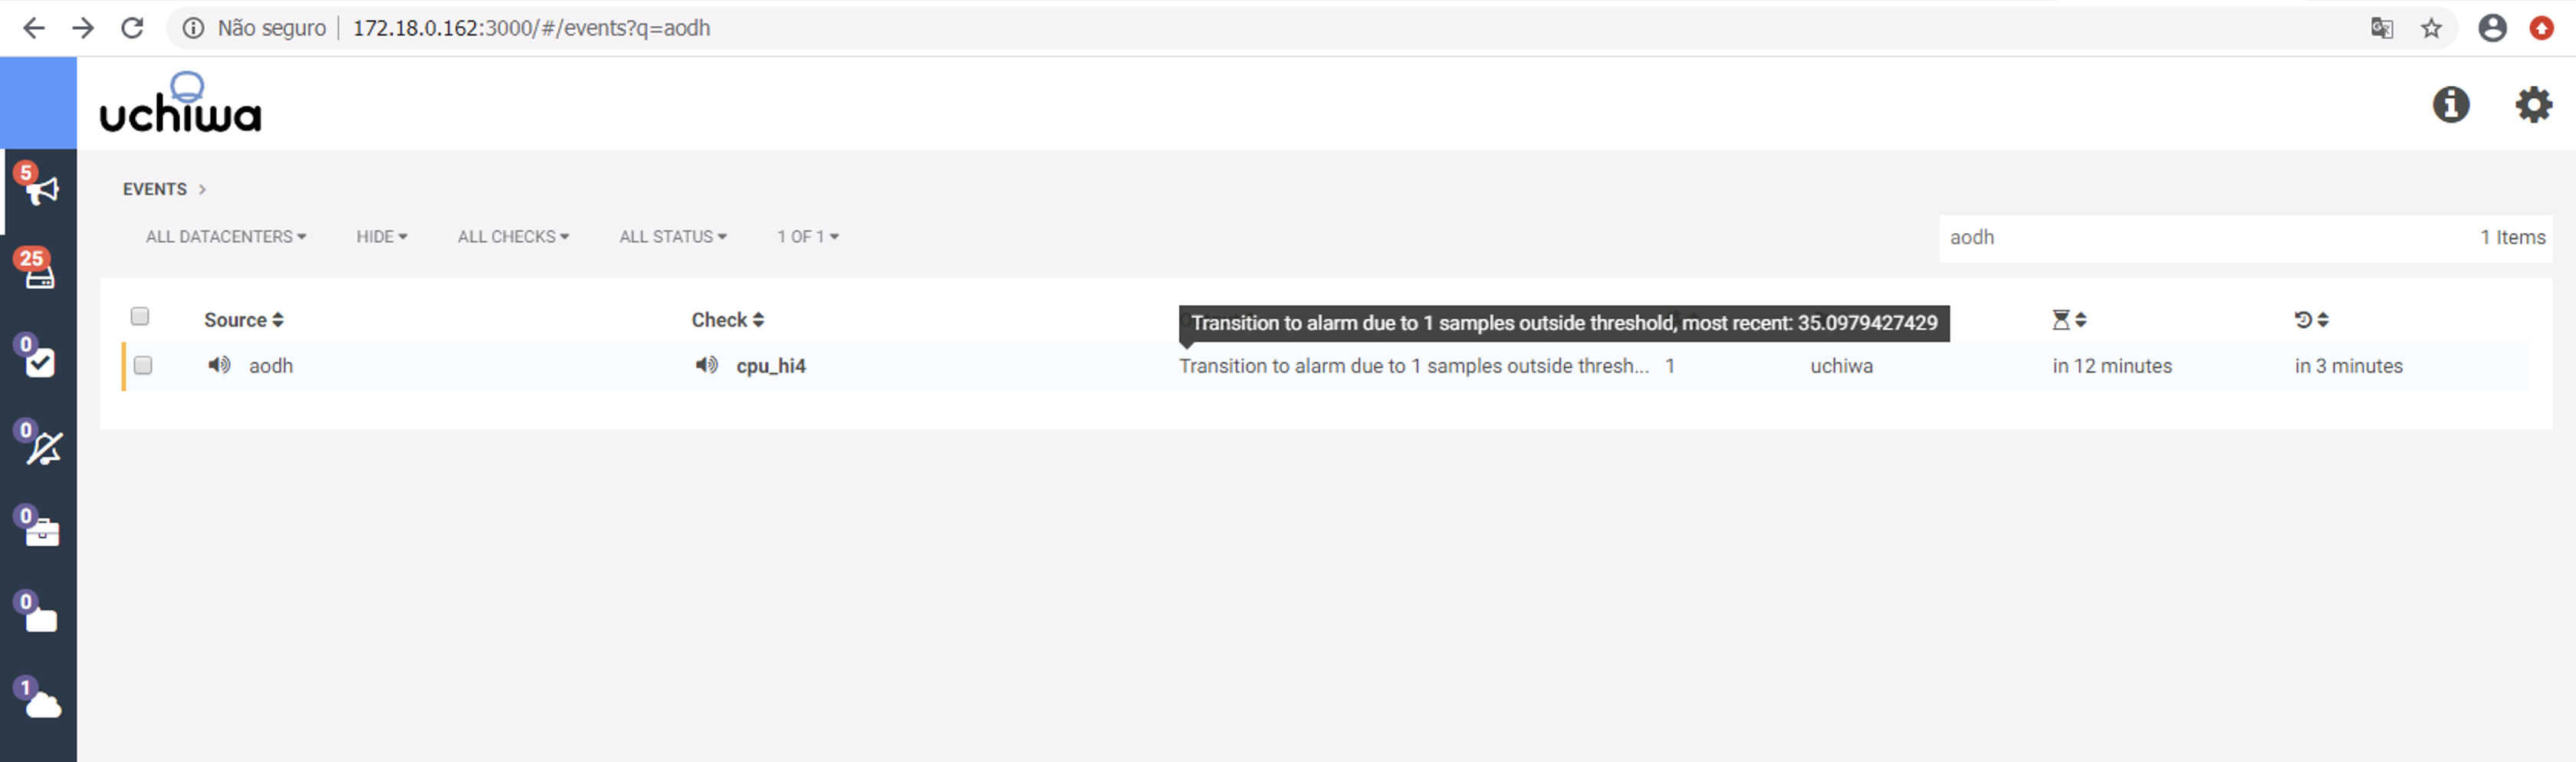 Não seguro | 172.18.0.162:3000/#/events?q=aodh
uchiwa
5
EVENTS >
ALL DATACENTERS HIDE ALL CHECKS ALL STATUS 1 OF 1 aodh 1 Items
25
Source Check Transition to alarm due to 1 samples outside threshold, most recent: 35.0979427429
0
aodh cpu_hi4 Transition to alarm due to 1 samples outside thresh... 1 uchiwa in 12 minutes in 3 minutes
0
0
0
1